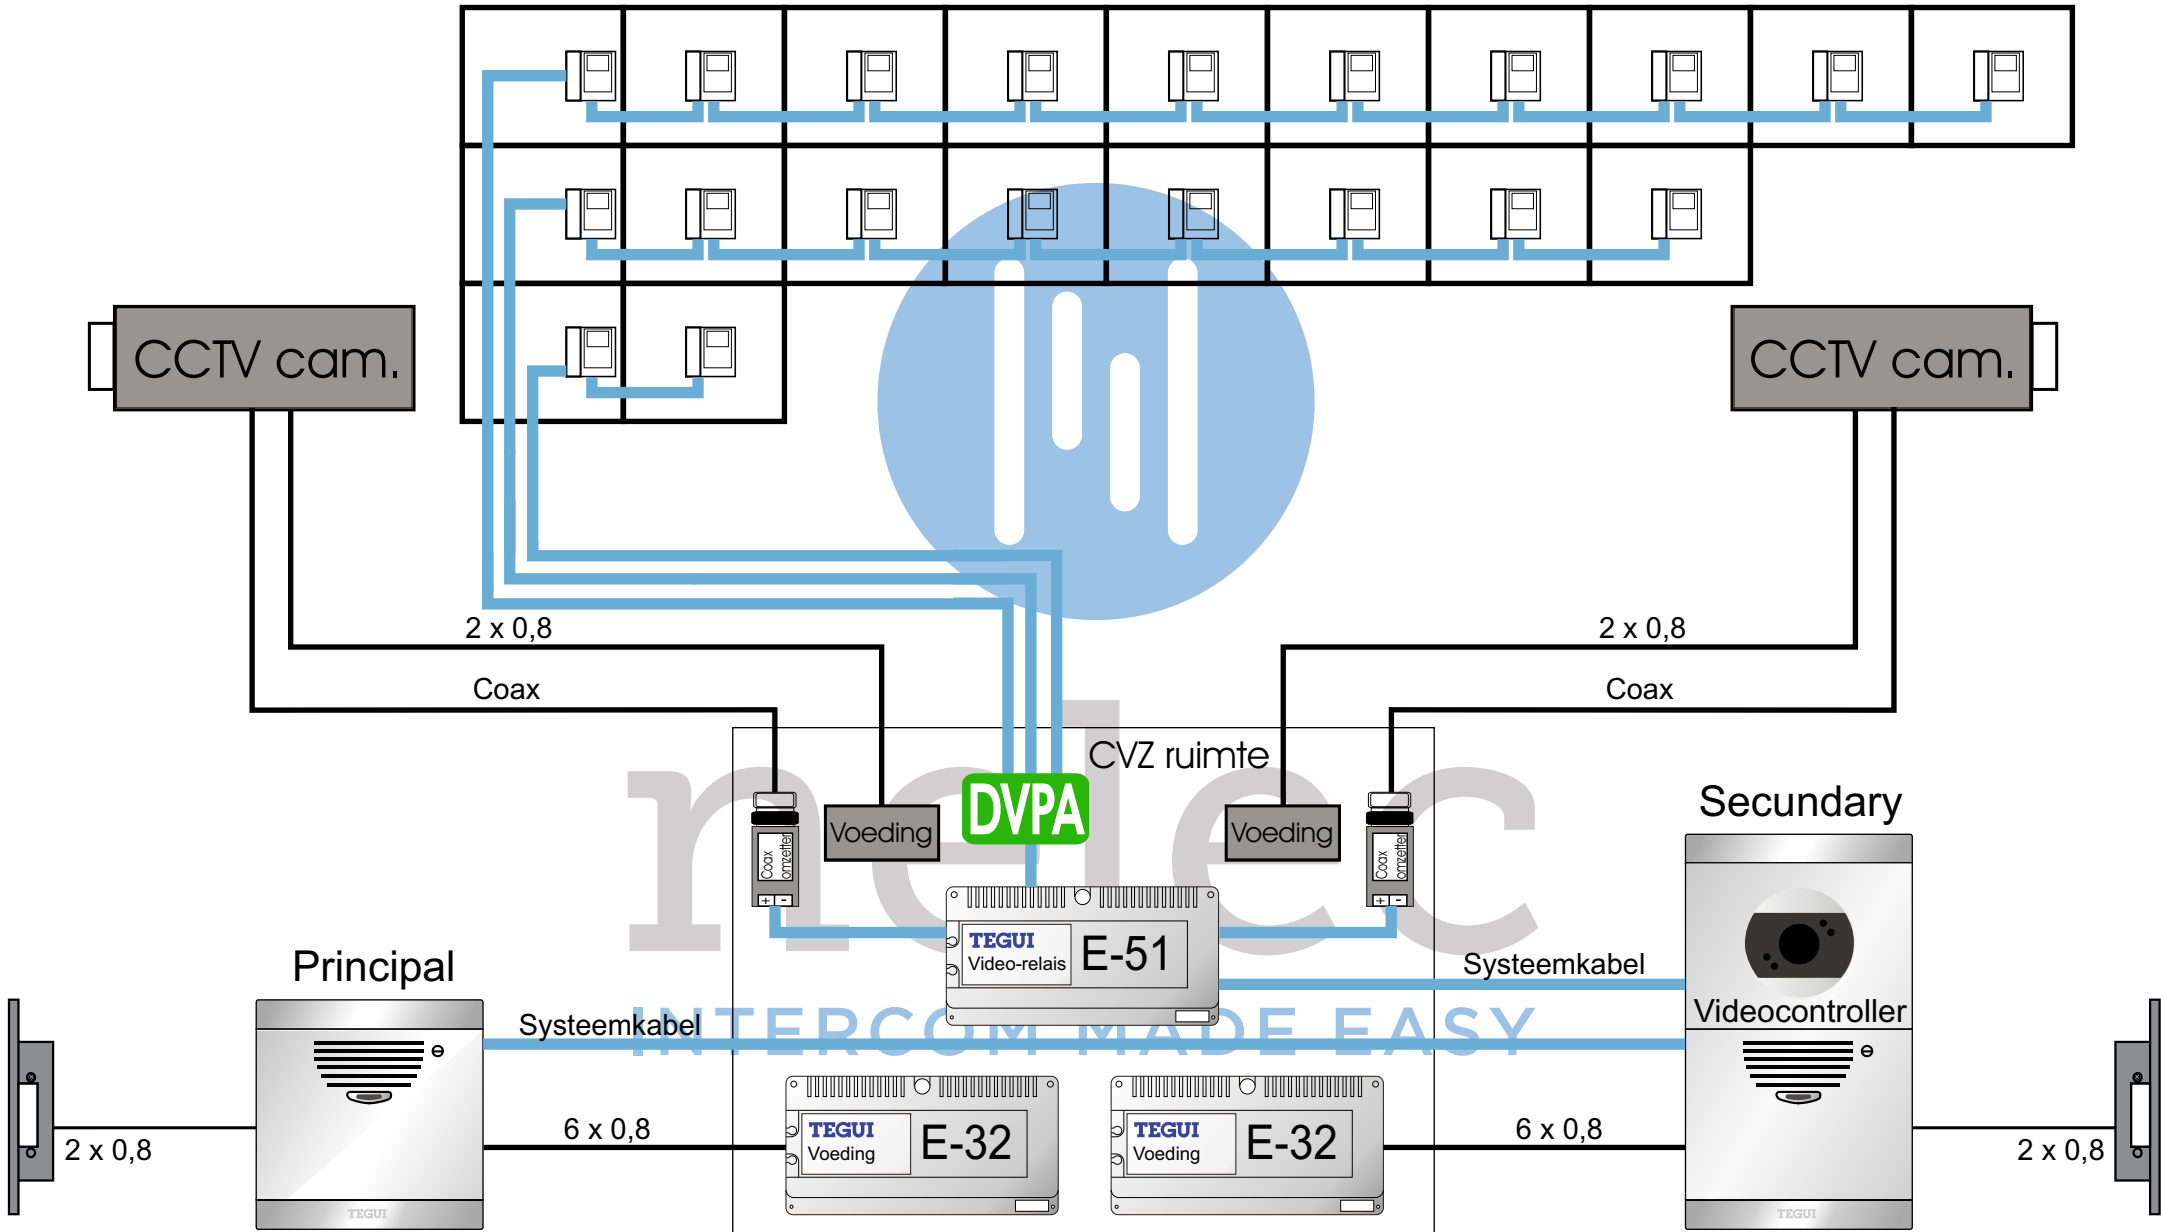 CCTV cam.
CCTV cam.
2 x 0,8
2 x 0,8
Coax
Coax
nelec
CVZ ruimte
DVPA
Voeding
Voeding
Coax omzetter
+ -
Coax omzetter
+ -
Secundary
TEGUI
Video-relais
E-51
Principal
Systeemkabel
Videocontroller
Systeemkabel
INTERCOM MADE EASY
6 x 0,8
TEGUI
Voeding
E-32
TEGUI
Voeding
E-32
6 x 0,8
2 x 0,8
2 x 0,8
TEGUI
TEGUI